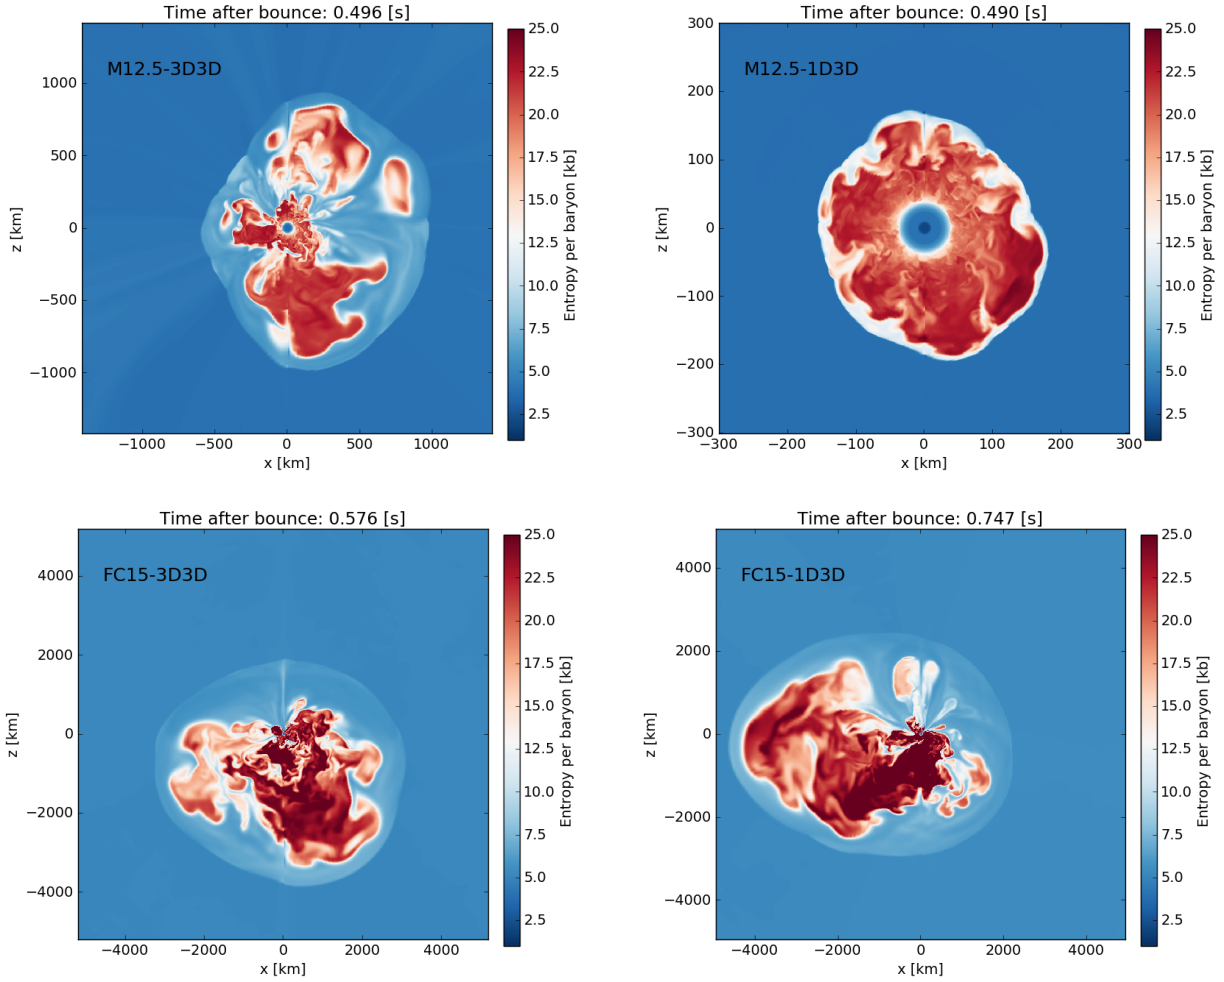 Time after bounce: 0.496 [s]
M12.5-3D3D
1000
500
0
−500
−1000
z [km]
−1000 −500 0 500 1000
x [km]
25.0
22.5
20.0
17.5
15.0
12.5
10.0
7.5
5.0
2.5
Entropy per baryon [kb]
Time after bounce: 0.490 [s]
M12.5-1D3D
300
200
100
0
−100
−200
−300
z [km]
−300 −200 −100 0 100 200 300
x [km]
25.0
22.5
20.0
17.5
15.0
12.5
10.0
7.5
5.0
2.5
Entropy per baryon [kb]
Time after bounce: 0.576 [s]
FC15-3D3D
4000
2000
0
−2000
−4000
z [km]
−4000 −2000 0 2000 4000
x [km]
25.0
22.5
20.0
17.5
15.0
12.5
10.0
7.5
5.0
2.5
Entropy per baryon [kb]
Time after bounce: 0.747 [s]
FC15-1D3D
4000
2000
0
−2000
−4000
z [km]
−4000 −2000 0 2000 4000
x [km]
25.0
22.5
20.0
17.5
15.0
12.5
10.0
7.5
5.0
2.5
Entropy per baryon [kb]